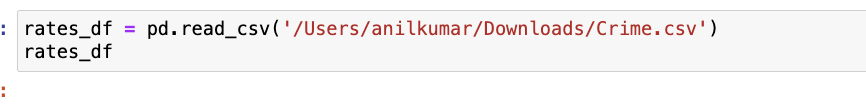 : rates_df = pd.read_csv('/Users/anilkumar/Downloads/Crime.csv')
rates_df
: